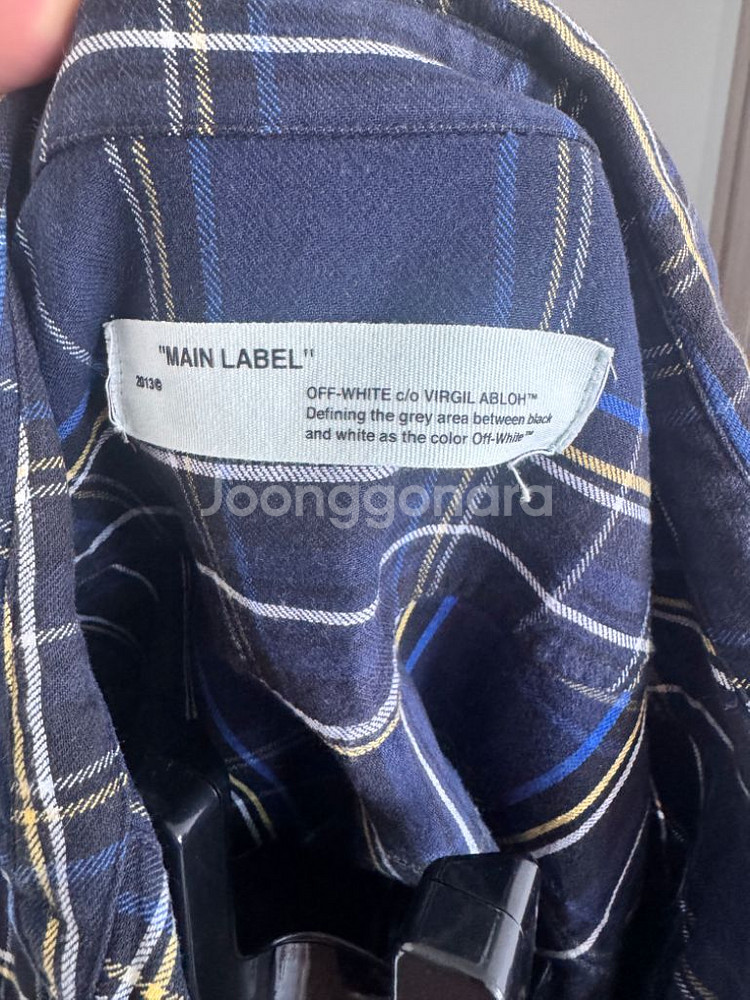 "MAIN LABEL"
2013©
OFF-WHITE c/o VIRGIL ABLOH™
Defining the grey area between black
and white as the color Off-White™
Joonggonara